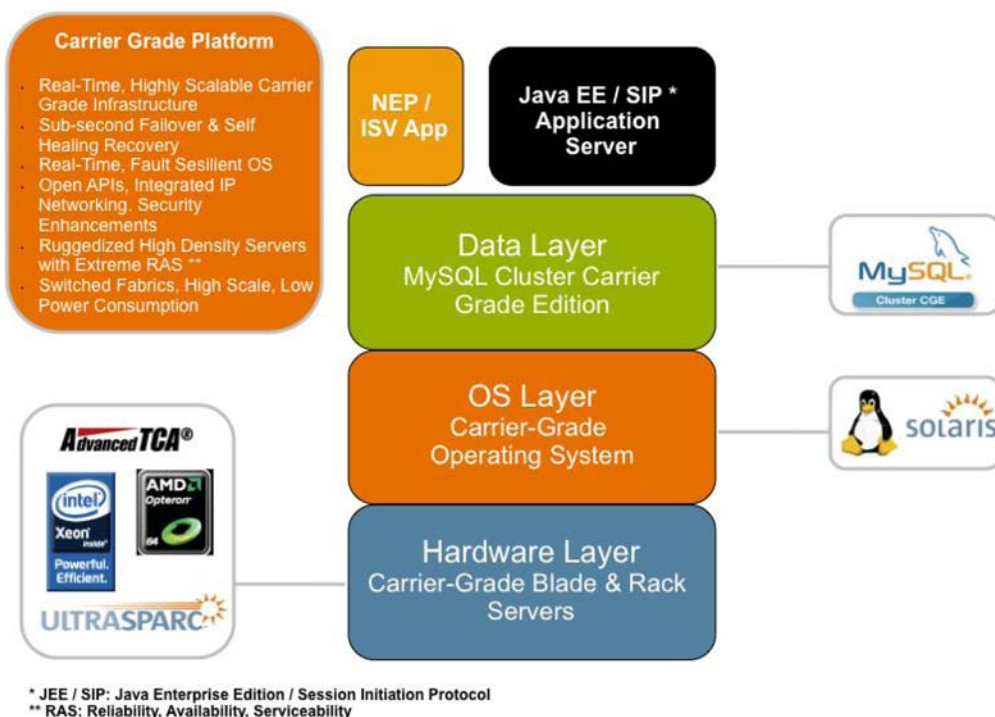 Carrier Grade Platform
Real-Time, Highly Scalable Carrier
Grade Infrastructure
Sub-second Failover & Self
Healing Recovery
Real-Time, Fault Sesilient OS
Open APIs, Integrated IP
Networking. Security
Enhancements
Ruggedized High Density Servers
with Extreme RAS **
Switched Fabrics, High Scale, Low
Power Consumption
NEP /
ISV App
Java EE / SIP *
Application
Server
Data Layer
MySQL Cluster Carrier
Grade Edition
MySQL®
Cluster CGE
OS Layer
Carrier-Grade
Operating System
solaris
AdvancedTCA®
intel
Xeon
inside
Powerful.
Efficient.
AMD
Opteron
64
ULTRASPARC
Hardware Layer
Carrier-Grade Blade & Rack
Servers
* JEE / SIP: Java Enterprise Edition / Session Initiation Protocol
** RAS: Reliability, Availability, Serviceability